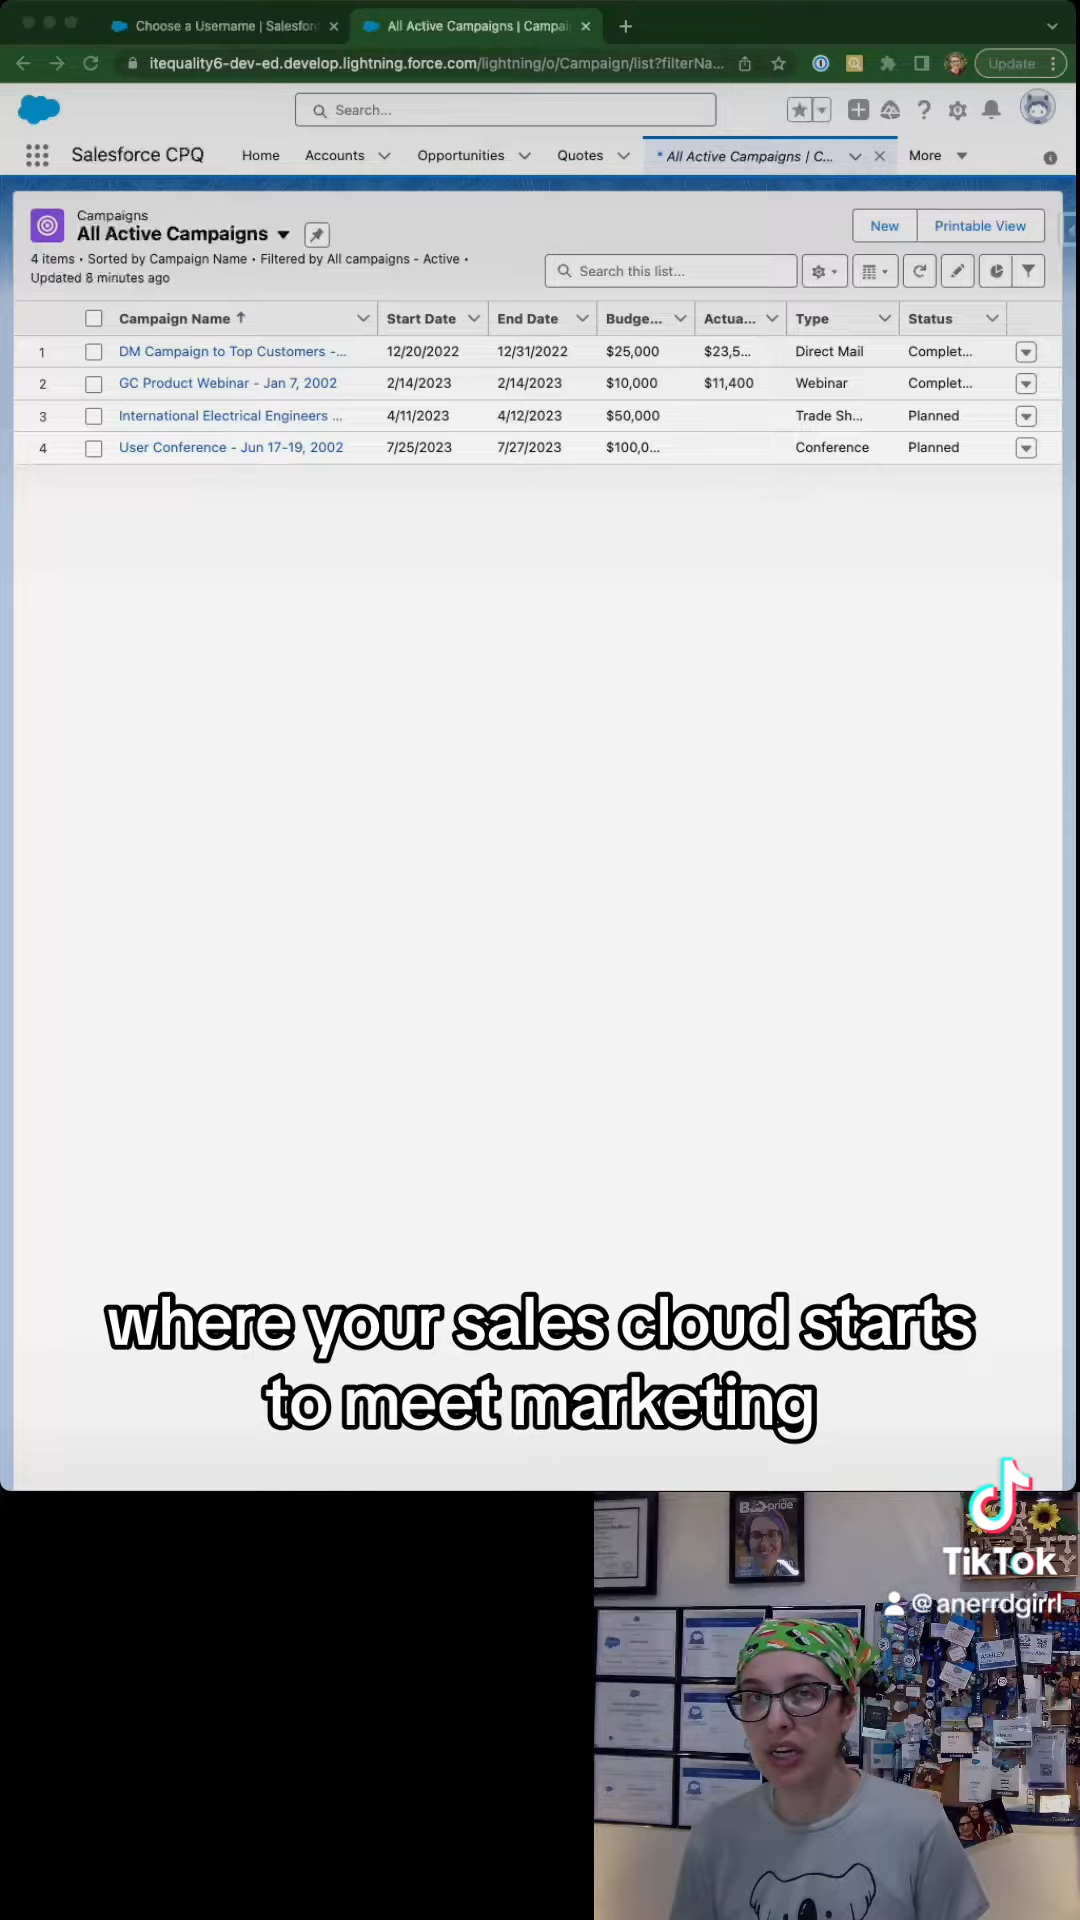 Choose a Username | Salesforc
All Active Campaigns | Campai
itequality6-dev-ed.develop.lightning.force.com/lightning/o/Campaign/list?filterNa...
Update
Search...
Salesforce CPQ
Home
Accounts
Opportunities
Quotes
* All Active Campaigns | C...
More
Campaigns
All Active Campaigns
New
Printable View
4 items • Sorted by Campaign Name • Filtered by All campaigns - Active •
Updated 8 minutes ago
Search this list...
Campaign Name
Start Date
End Date
Budge...
Actua...
Type
Status
1 DM Campaign to Top Customers -... 12/20/2022 12/31/2022 $25,000 $23,5... Direct Mail Complet...
2 GC Product Webinar - Jan 7, 2002 2/14/2023 2/14/2023 $10,000 $11,400 Webinar Complet...
3 International Electrical Engineers ... 4/11/2023 4/12/2023 $50,000 Trade Sh... Planned
4 User Conference - Jun 17-19, 2002 7/25/2023 7/27/2023 $100,0... Conference Planned
where your sales cloud starts
to meet marketing
pride
TikTok
@anerrdgirrl
ASHLEY